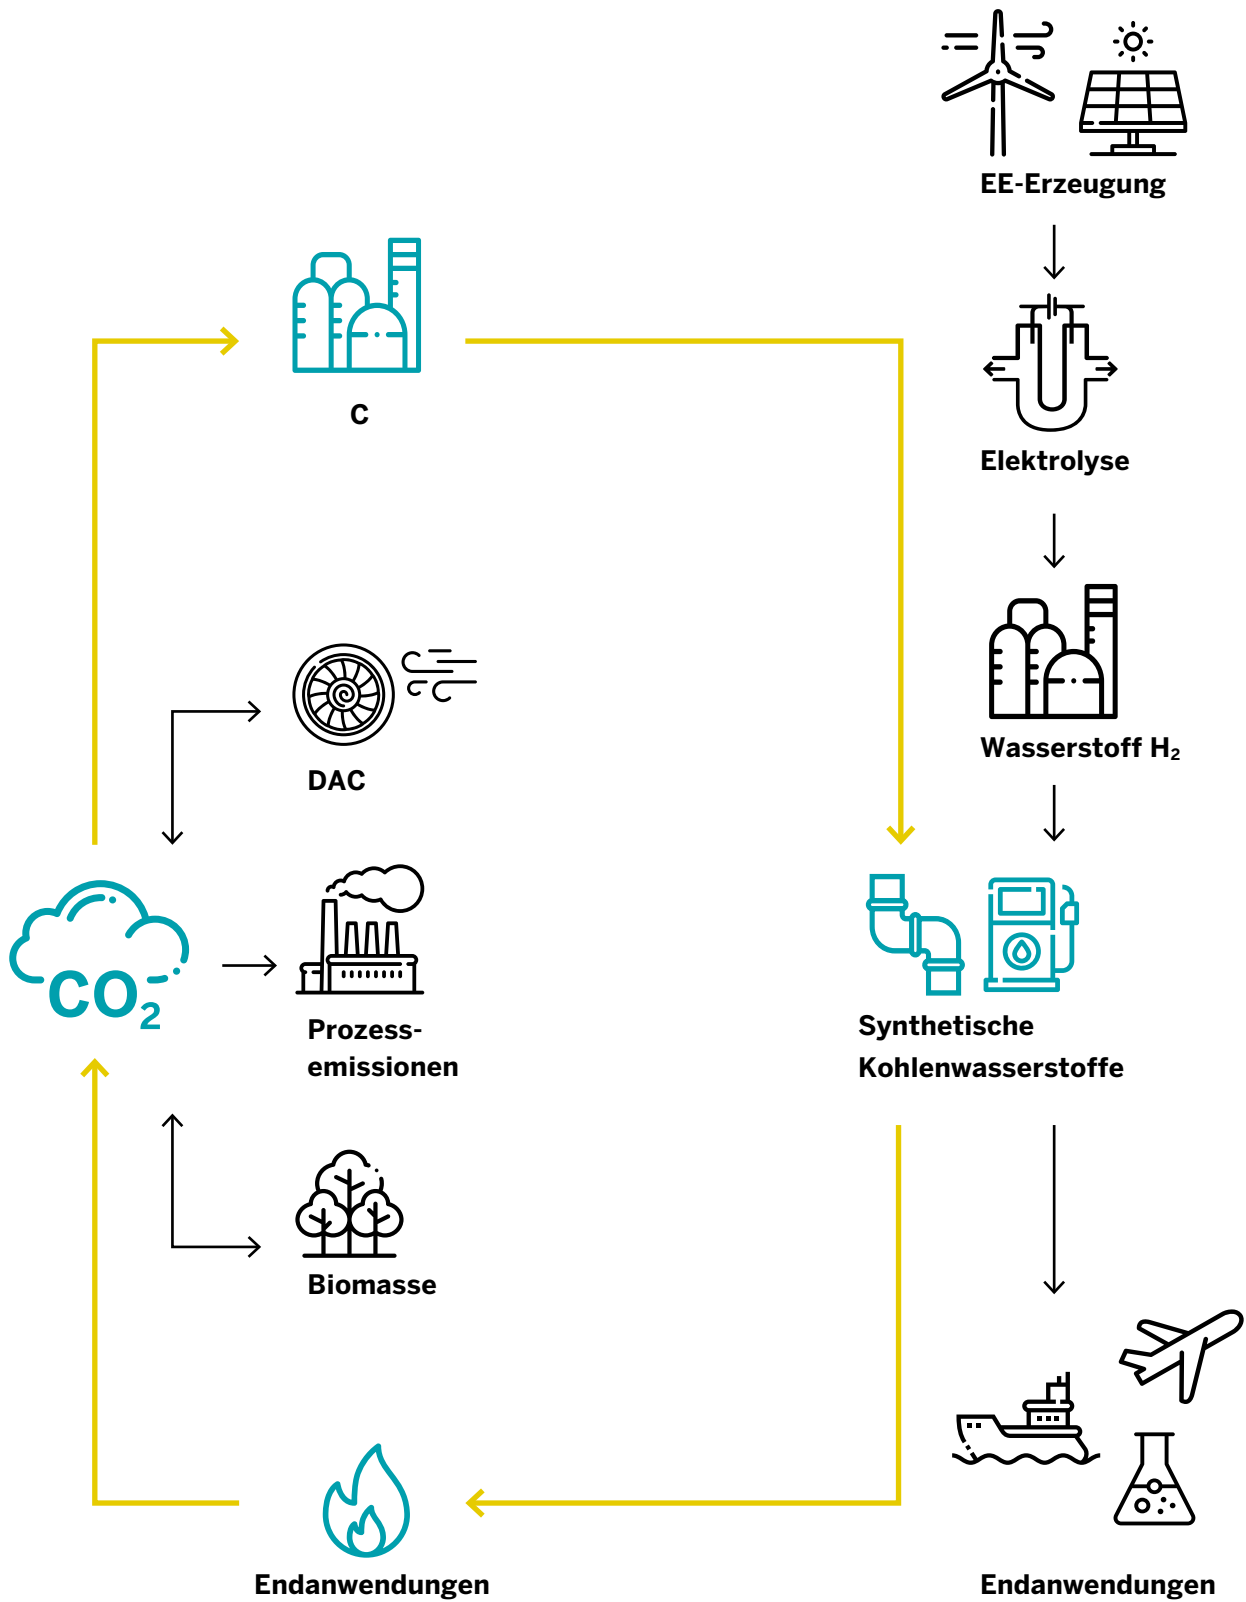 EE-Erzeugung
C
Elektrolyse
Wasserstoff H₂
DAC
CO₂
Prozess-
emissionen
Synthetische
Kohlenwasserstoffe
Biomasse
Endanwendungen
Endanwendungen